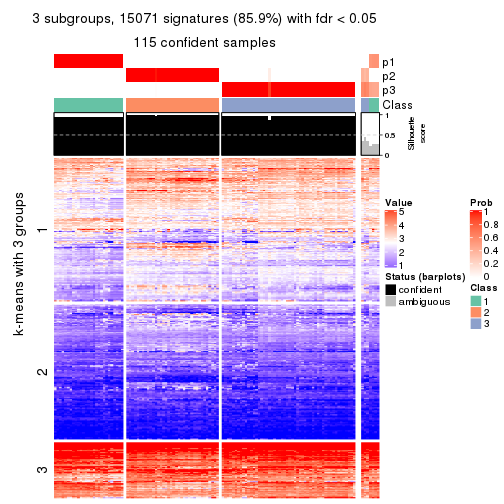 3 subgroups, 15071 signatures (85.9%) with fdr < 0.05
115 confident samples
p1
p2
p3
Class
1
0.5
0
Silhouette
score
k-means with 3 groups
1
2
3
Value
5
4
3
2
1
Status (barplots)
confident
ambiguous
Prob
1
0.8
0.6
0.4
0.2
0
Class
1
2
3